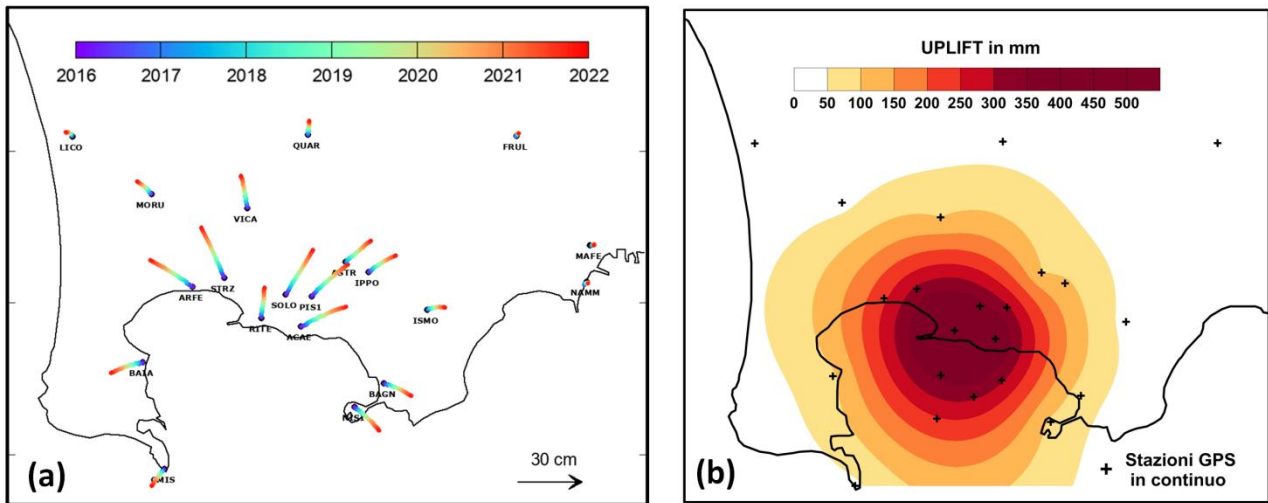 2016 2017 2018 2019 2020 2021 2022
LICO
QUAR
FRUL
MORU
VICA
STRZ
ARFE
SOLO
PIS1
ASTR
IPPO
MAFE
NAMM
RITE
ACAE
ISMO
BAIA
BAGN
CMIS
30 cm
(a)
UPLIFT in mm
0 50 100 150 200 250 300 350 400 450 500
Stazioni GPS
in continuo
(b)